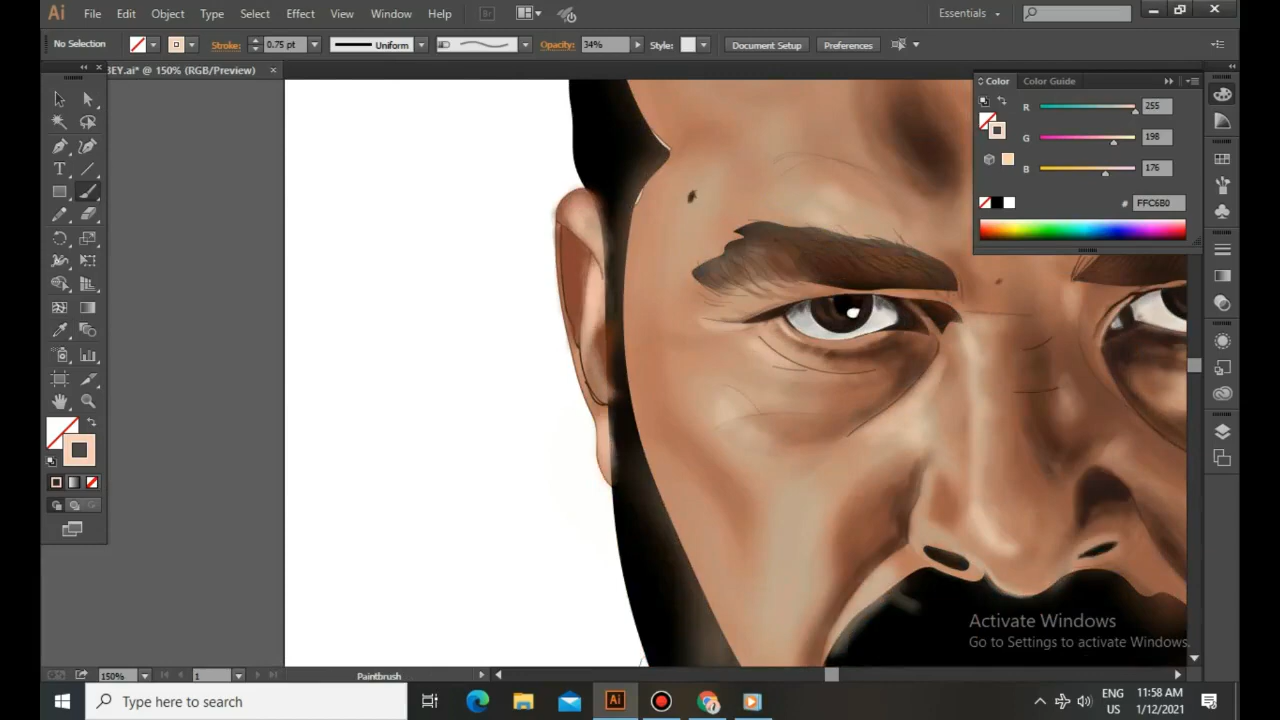 Ai File Edit Object Type Select Effect View Window Help Br Essentials
No Selection Stroke: 0.75 pt Uniform Opacity: 34% Style: Document Setup Preferences
BEY.ai* @ 150% (RGB/Preview) ×
Color Color Guide
R 255
G 198
B 176
# FFC6B0
T
Activate Windows
Go to Settings to activate Windows.
150% 1 Paintbrush
Type here to search Ai ENG 11:58 AM
US 1/12/2021